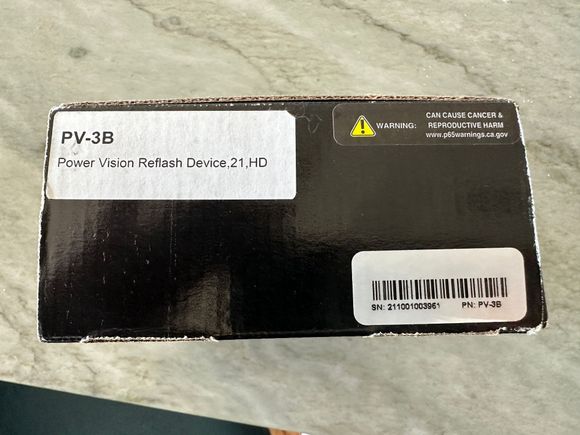 PV-3B
Power Vision Reflash Device,21,HD
WARNING:
CAN CAUSE CANCER &
REPRODUCTIVE HARM
www.p65warnings.ca.gov
SN: 211001003961 PN: PV-3B